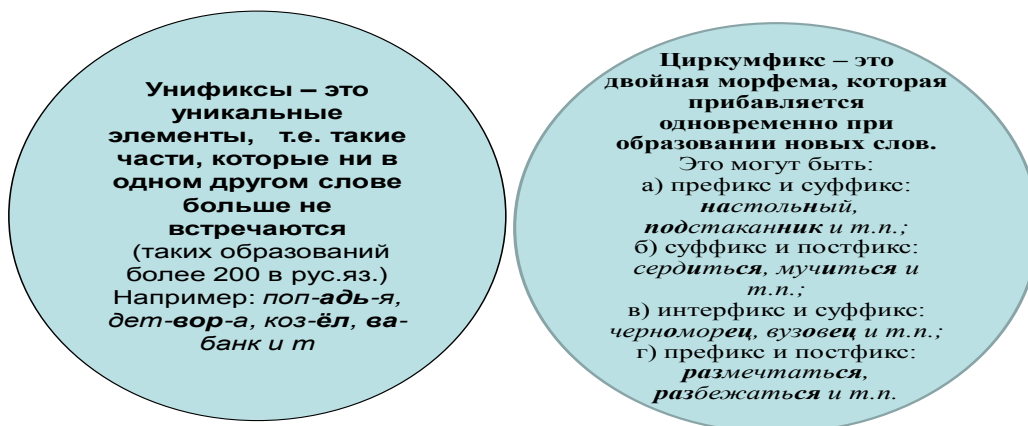 Унификсы – это
уникальные
элементы, т.е. такие
части, которые ни в
одном другом слове
больше не
встречаются
(таких образований
более 200 в рус.яз.)
Например: поп-адь-я,
дет-вор-а, коз-ёл, ва-
банк и т
Циркумфикс – это
двойная морфема, которая
прибавляется
одновременно при
образовании новых слов.
Это могут быть:
а) префикс и суффикс:
настольный,
подстаканник и т.п.;
б) суффикс и постфикс:
сердиться, мучиться и
т.п.;
в) интерфикс и суффикс:
черноморец, вузовец и т.п.;
г) префикс и постфикс:
размечтаться,
разбежаться и т.п.